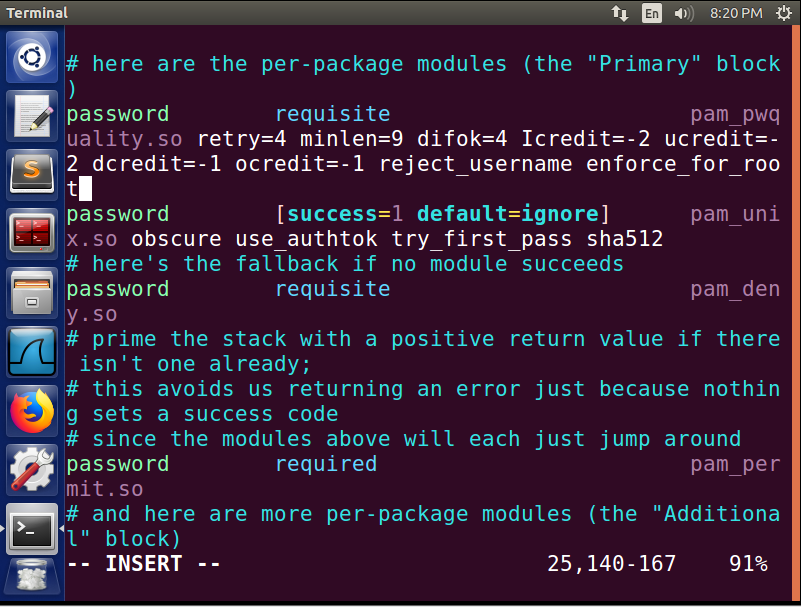 Terminal En 8:20 PM
# here are the per-package modules (the "Primary" block
)
password requisite pam_pwq
uality.so retry=4 minlen=9 difok=4 Icredit=-2 ucredit=-
2 dcredit=-1 ocredit=-1 reject_username enforce_for_roo
t
password [success=1 default=ignore] pam_uni
x.so obscure use_authtok try_first_pass sha512
# here's the fallback if no module succeeds
password requisite pam_den
y.so
# prime the stack with a positive return value if there
isn't one already;
# this avoids us returning an error just because nothin
g sets a success code
# since the modules above will each just jump around
password required pam_per
mit.so
# and here are more per-package modules (the "Additiona
l" block)
-- INSERT -- 25,140-167 91%